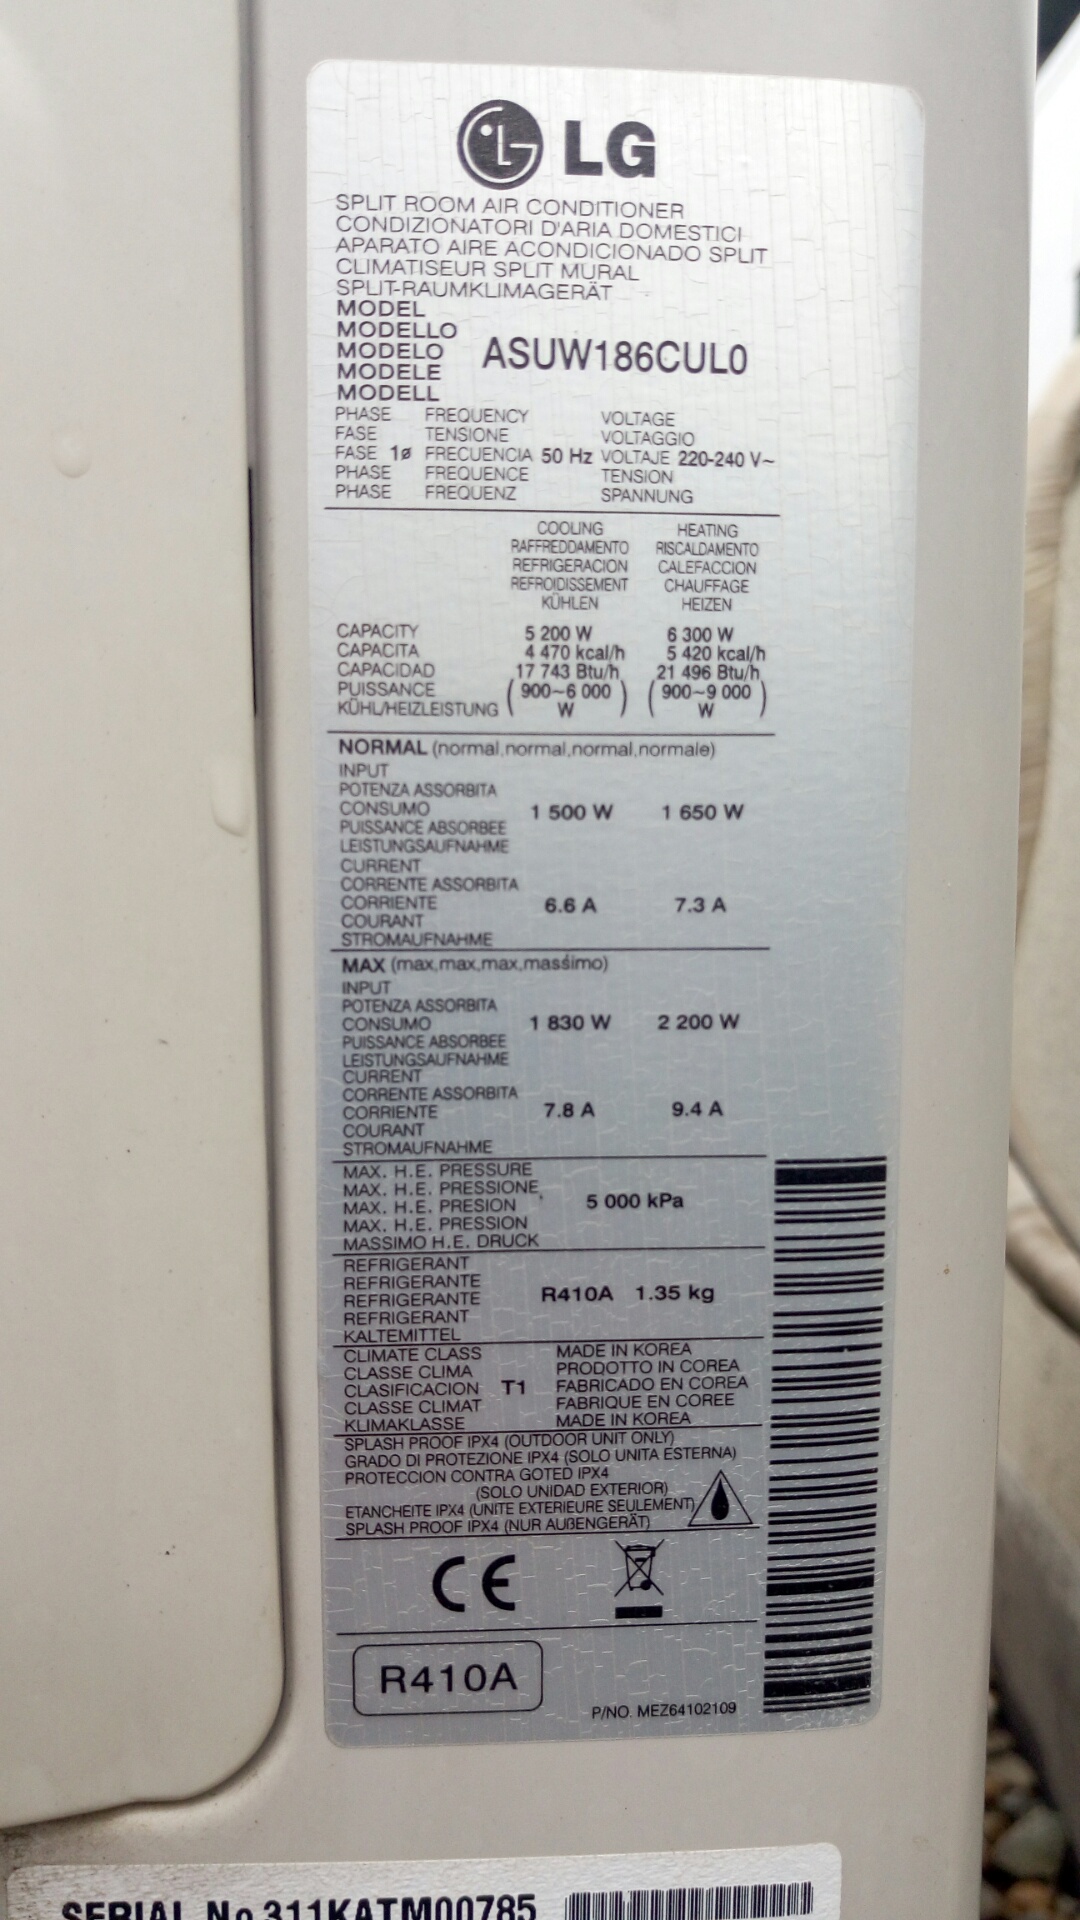 LG
SPLIT ROOM AIR CONDITIONER
CONDIZIONATORI D'ARIA DOMESTICI
APARATO AIRE ACONDICIONADO SPLIT
CLIMATISEUR SPLIT MURAL
SPLIT-RAUMKLIMAGERÄT
MODEL
MODELLO
MODELO ASUW186CUL0
MODELE
MODELL
PHASE FREQUENCY VOLTAGE
FASE TENSIONE VOLTAGGIO
FASE 1ø FRECUENCIA 50 Hz VOLTAJE 220-240 V~
PHASE FREQUENCE TENSION
PHASE FREQUENZ SPANNUNG
COOLING HEATING
RAFFREDDAMENTO RISCALDAMENTO
REFRIGERACION CALEFACCION
REFROIDISSEMENT CHAUFFAGE
KÜHLEN HEIZEN
CAPACITY 5 200 W 6 300 W
CAPACITA 4 470 kcal/h 5 420 kcal/h
CAPACIDAD 17 743 Btu/h 21 496 Btu/h
PUISSANCE (900~6 000 (900~9 000
KÜHL/HEIZLEISTUNG W) W)
NORMAL (normal,normal,normal,normale)
INPUT
POTENZA ASSORBITA
CONSUMO 1 500 W 1 650 W
PUISSANCE ABSORBEE
LEISTUNGSAUFNAHME
CURRENT
CORRENTE ASSORBITA
CORRIENTE 6.6 A 7.3 A
COURANT
STROMAUFNAHME
MAX (max,max,max,massimo)
INPUT
POTENZA ASSORBITA
CONSUMO 1 830 W 2 200 W
PUISSANCE ABSORBEE
LEISTUNGSAUFNAHME
CURRENT
CORRENTE ASSORBITA
CORRIENTE 7.8 A 9.4 A
COURANT
STROMAUFNAHME
MAX. H.E. PRESSURE
MAX. H.E. PRESSIONE
MAX. H.E. PRESION 5 000 kPa
MAX. H.E. PRESSION
MASSIMO H.E. DRUCK
REFRIGERANT
REFRIGERANTE
REFRIGERANTE R410A 1.35 kg
REFRIGERANT
KALTEMITTEL
CLIMATE CLASS MADE IN KOREA
CLASSE CLIMA PRODOTTO IN COREA
CLASIFICACION T1 FABRICADO EN COREA
CLASSE CLIMAT FABRIQUE EN COREE
KLIMAKLASSE MADE IN KOREA
SPLASH PROOF IPX4 (OUTDOOR UNIT ONLY)
GRADO DI PROTEZIONE IPX4 (SOLO UNITA ESTERNA)
PROTECCION CONTRA GOTED IPX4
(SOLO UNIDAD EXTERIOR)
ETANCHEITE IPX4 (UNITE EXTERIEURE SEULEMENT)
SPLASH PROOF IPX4 (NUR AUßENGERÄT)
CE
R410A
P/NO. MEZ64102109
SERIAL No 311KATM00785